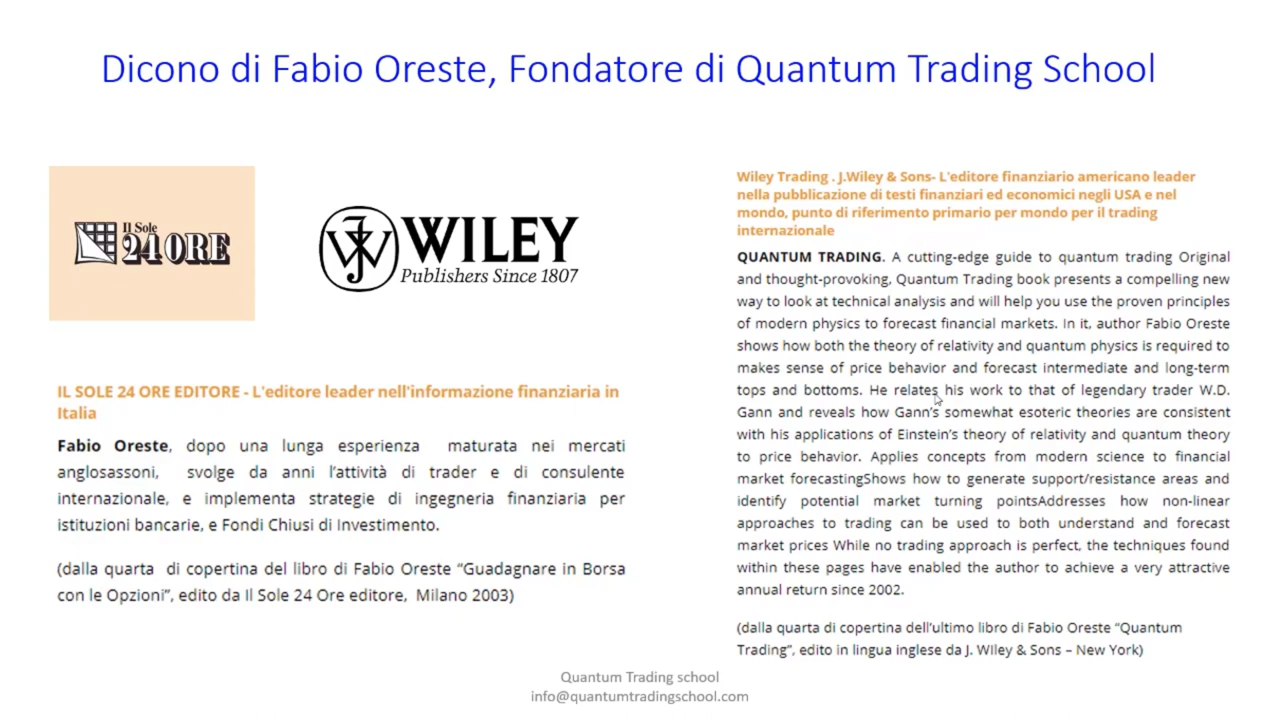 Dicono di Fabio Oreste, Fondatore di Quantum Trading School
Il Sole
24 ORE
WILEY
Publishers Since 1807
IL SOLE 24 ORE EDITORE - L'editore leader nell'informazione finanziaria in
Italia
Fabio Oreste, dopo una lunga esperienza maturata nei mercati
anglosassoni, svolge da anni l'attività di trader e di consulente
internazionale, e implementa strategie di ingegneria finanziaria per
istituzioni bancarie, e Fondi Chiusi di Investimento.
(dalla quarta di copertina del libro di Fabio Oreste "Guadagnare in Borsa
con le Opzioni", edito da Il Sole 24 Ore editore, Milano 2003)
Wiley Trading . J.Wiley & Sons- L'editore finanziario americano leader
nella pubblicazione di testi finanziari ed economici negli USA e nel
mondo, punto di riferimento primario per mondo per il trading
internazionale
QUANTUM TRADING. A cutting-edge guide to quantum trading Original
and thought-provoking, Quantum Trading book presents a compelling new
way to look at technical analysis and will help you use the proven principles
of modern physics to forecast financial markets. In it, author Fabio Oreste
shows how both the theory of relativity and quantum physics is required to
makes sense of price behavior and forecast intermediate and long-term
tops and bottoms. He relates his work to that of legendary trader W.D.
Gann and reveals how Gann's somewhat esoteric theories are consistent
with his applications of Einstein's theory of relativity and quantum theory
to price behavior. Applies concepts from modern science to financial
market forecastingShows how to generate support/resistance areas and
identify potential market turning pointsAddresses how non-linear
approaches to trading can be used to both understand and forecast
market prices While no trading approach is perfect, the techniques found
within these pages have enabled the author to achieve a very attractive
annual return since 2002.
(dalla quarta di copertina dell'ultimo libro di Fabio Oreste "Quantum
Trading", edito in lingua inglese da J. Wiley & Sons – New York)
Quantum Trading school
info@quantumtradingschool.com